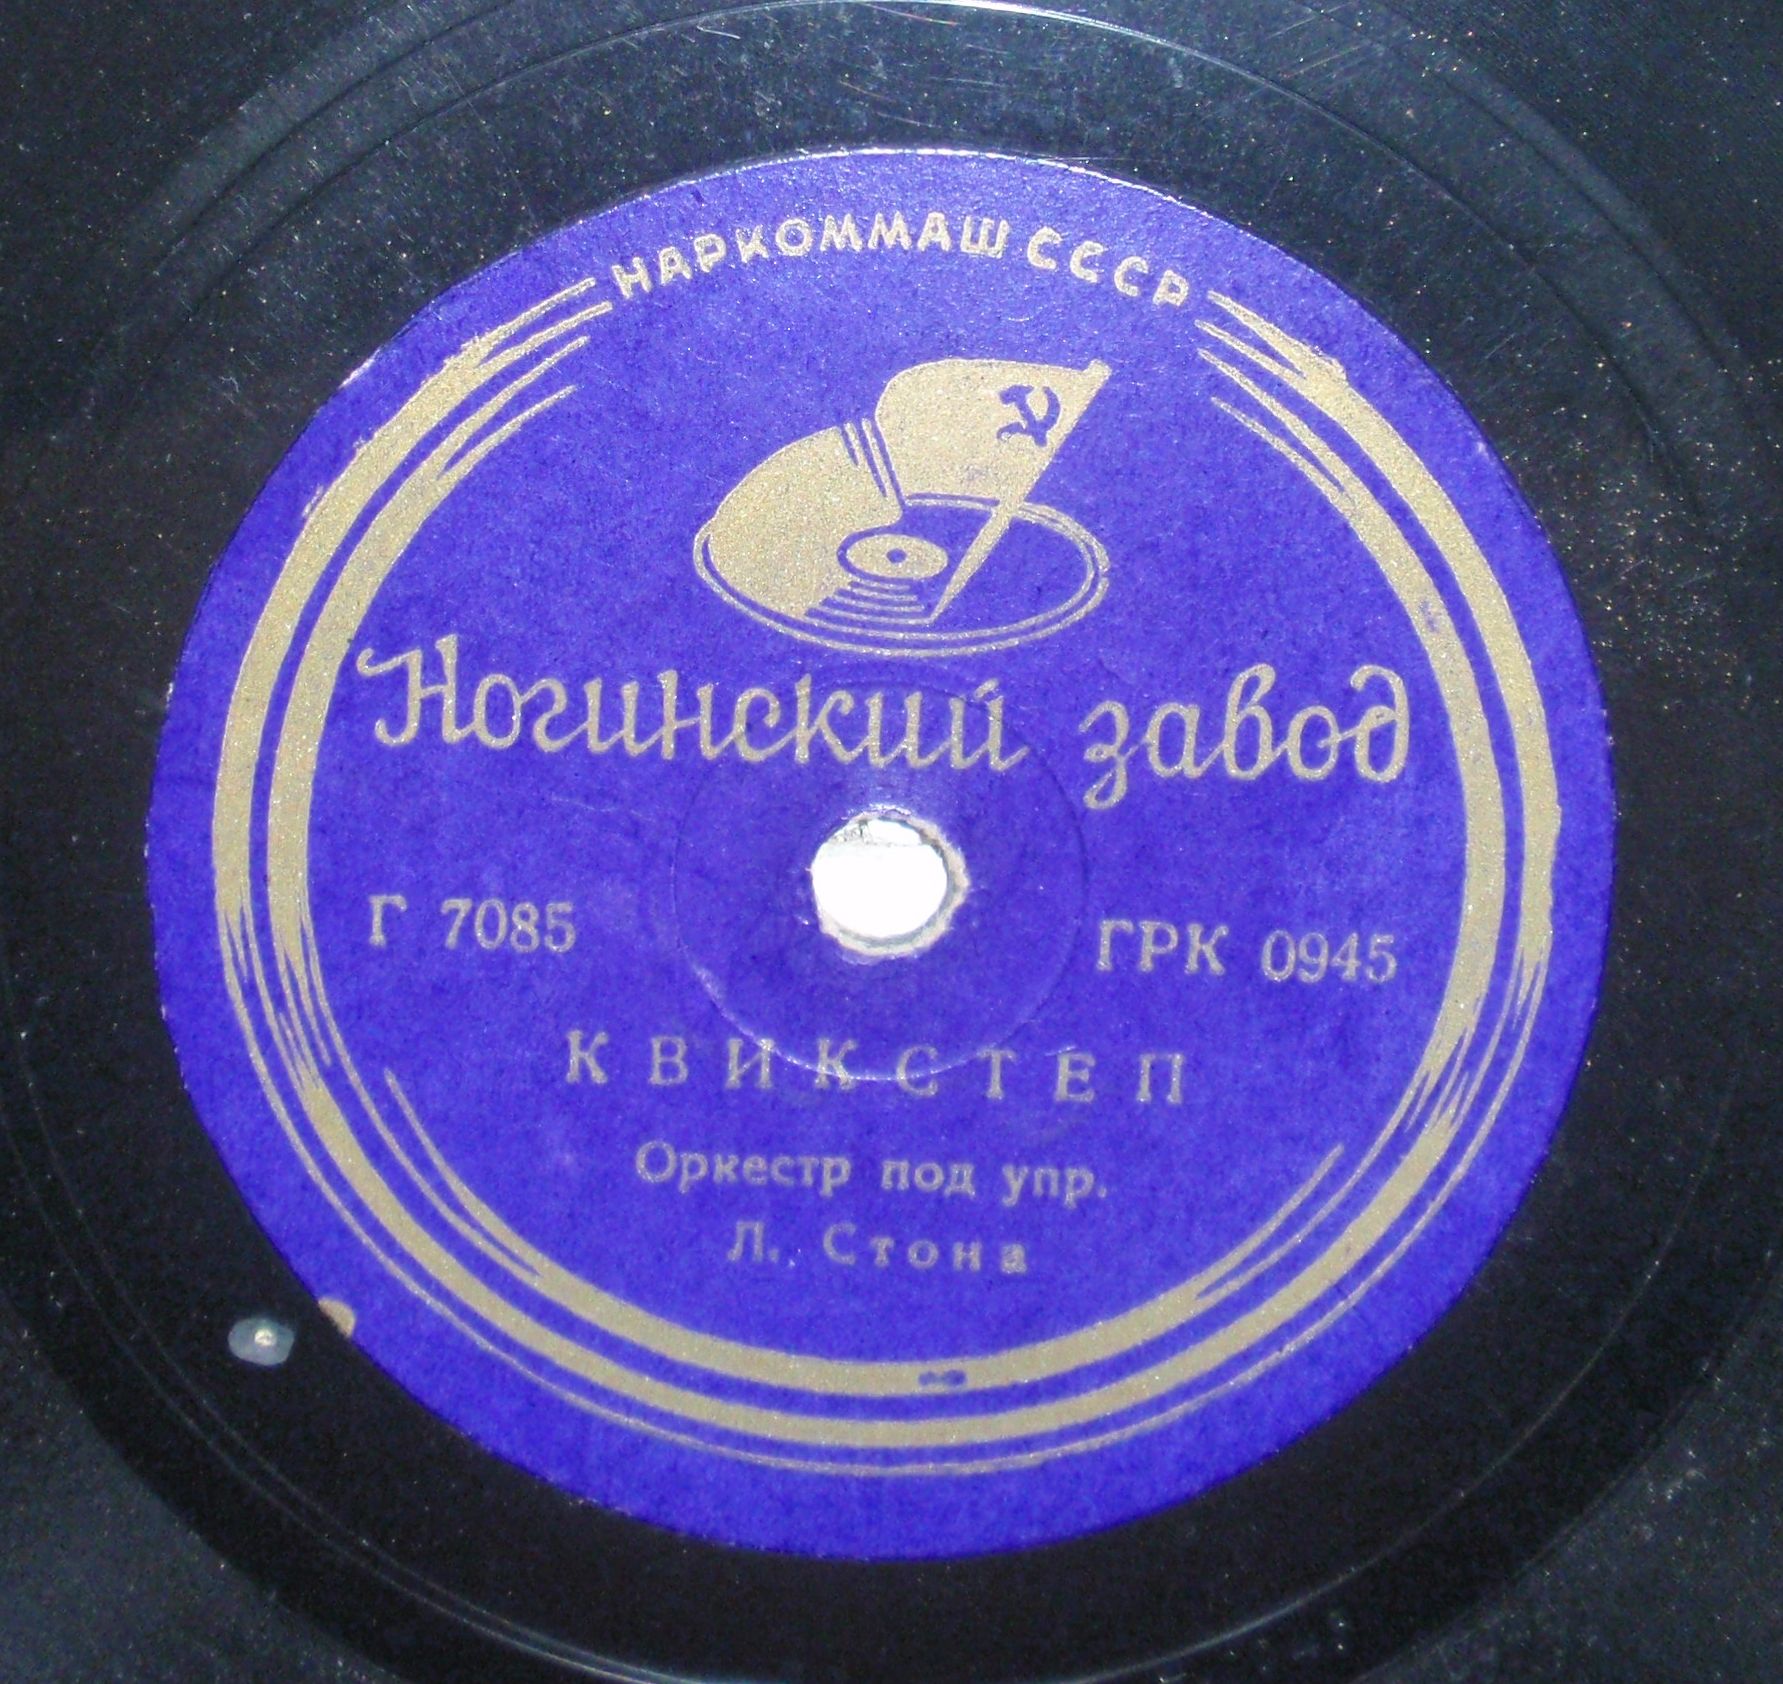 НАРКОММАШ СССР
Ногинский завод
Г 7085 ГРК 0945
КВИКСТЕП
Оркестр под упр.
Л. Стона